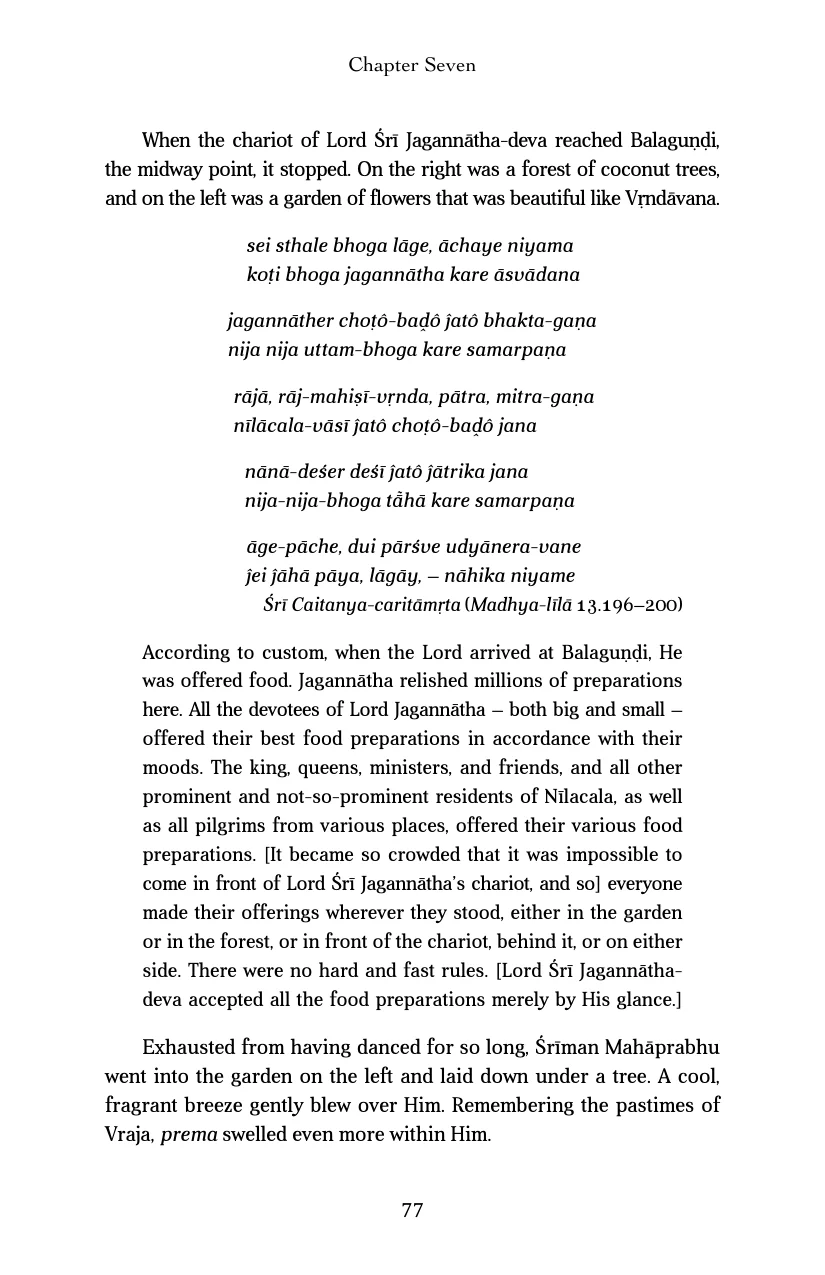 Chapter Seven
When the chariot of Lord Śrī Jagannātha-deva reached Balaguṇḍi,
the midway point, it stopped. On the right was a forest of coconut trees,
and on the left was a garden of flowers that was beautiful like Vṛndāvana.
sei sthale bhoga lāge, āchaye niyama
koṭi bhoga jagannātha kare āsvādana
jagannāther choṭô-baḓô ĵatô bhakta-gaṇa
nija nija uttam-bhoga kare samarpaṇa
rājā, rāj-mahiṣī-vṛnda, pātra, mitra-gaṇa
nīlācala-vāsī ĵatô choṭô-baḓô jana
nānā-deśer deśī ĵatô ĵātrika jana
nija-nija-bhoga tā̐hā kare samarpaṇa
āge-pāche, dui pārśve udyānera-vane
ĵei ĵāhā pāya, lāgāy, – nāhika niyame
Śrī Caitanya-caritāmṛta (Madhya-līlā 13.196–200)
According to custom, when the Lord arrived at Balaguṇḍi, He
was offered food. Jagannātha relished millions of preparations
here. All the devotees of Lord Jagannātha – both big and small –
offered their best food preparations in accordance with their
moods. The king, queens, ministers, and friends, and all other
prominent and not-so-prominent residents of Nīlacala, as well
as all pilgrims from various places, offered their various food
preparations. [It became so crowded that it was impossible to
come in front of Lord Śrī Jagannātha’s chariot, and so] everyone
made their offerings wherever they stood, either in the garden
or in the forest, or in front of the chariot, behind it, or on either
side. There were no hard and fast rules. [Lord Śrī Jagannātha-
deva accepted all the food preparations merely by His glance.]
Exhausted from having danced for so long, Śrīman Mahāprabhu
went into the garden on the left and laid down under a tree. A cool,
fragrant breeze gently blew over Him. Remembering the pastimes of
Vraja, prema swelled even more within Him.
77